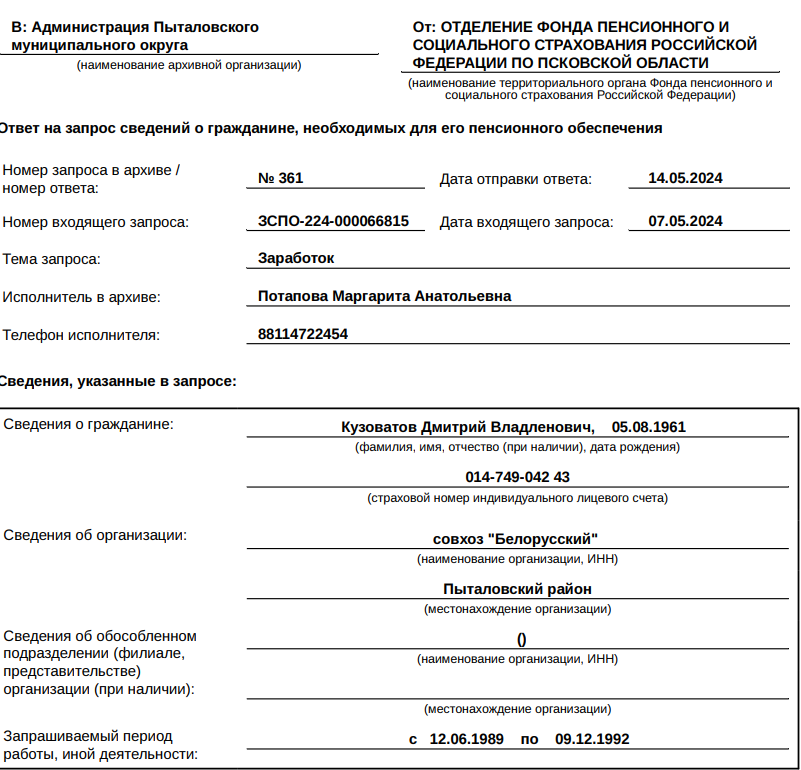 В: Администрация Пыталовского
муниципального округа
(наименование архивной организации)
От: ОТДЕЛЕНИЕ ФОНДА ПЕНСИОННОГО И
СОЦИАЛЬНОГО СТРАХОВАНИЯ РОССИЙСКОЙ
ФЕДЕРАЦИИ ПО ПСКОВСКОЙ ОБЛАСТИ
(наименование территориального органа Фонда пенсионного и
социального страхования Российской Федерации)
Ответ на запрос сведений о гражданине, необходимых для его пенсионного обеспечения
Номер запроса в архиве /
номер ответа:
№ 361
Дата отправки ответа:
14.05.2024
Номер входящего запроса:
ЗСПО-224-000066815
Дата входящего запроса:
07.05.2024
Тема запроса:
Заработок
Исполнитель в архиве:
Потапова Маргарита Анатольевна
Телефон исполнителя:
88114722454
Сведения, указанные в запросе:
Сведения о гражданине:
Кузоватов Дмитрий Владленович, 05.08.1961
(фамилия, имя, отчество (при наличии), дата рождения)
014-749-042 43
(страховой номер индивидуального лицевого счета)
Сведения об организации:
совхоз "Белорусский"
(наименование организации, ИНН)
Пыталовский район
(местонахождение организации)
Сведения об обособленном
подразделении (филиале,
представительстве)
организации (при наличии):
()
(наименование организации, ИНН)
(местонахождение организации)
Запрашиваемый период
работы, иной деятельности:
с 12.06.1989 по 09.12.1992